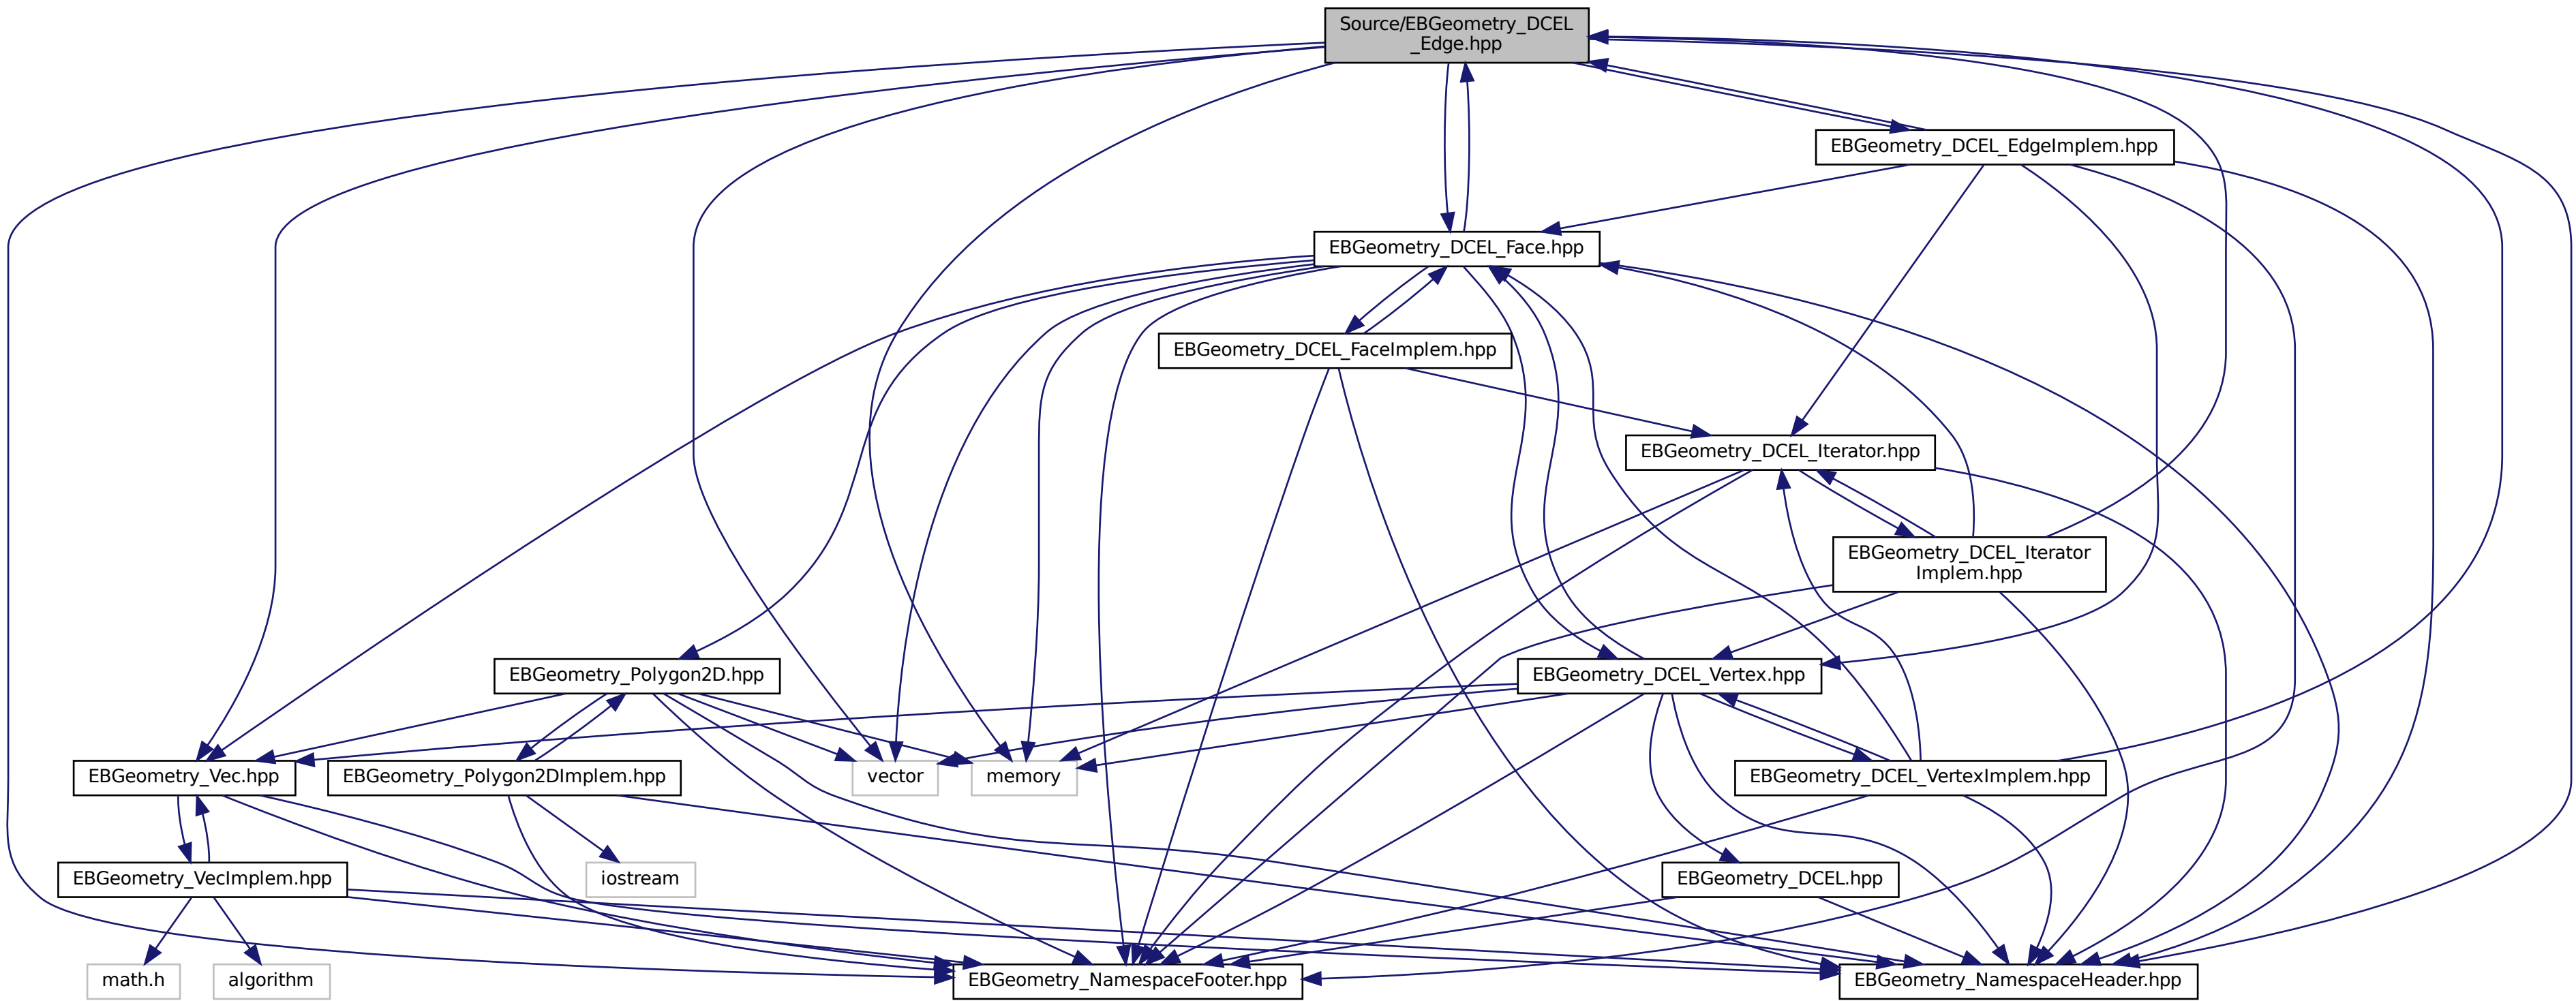 Source/EBGeometry_DCEL
_Edge.hpp
EBGeometry_DCEL_EdgeImplem.hpp
EBGeometry_DCEL_Face.hpp
EBGeometry_DCEL_FaceImplem.hpp
EBGeometry_DCEL_Iterator.hpp
EBGeometry_DCEL_Iterator
Implem.hpp
EBGeometry_Polygon2D.hpp
EBGeometry_DCEL_Vertex.hpp
EBGeometry_Vec.hpp
EBGeometry_Polygon2DImplem.hpp
vector
memory
EBGeometry_DCEL_VertexImplem.hpp
EBGeometry_VecImplem.hpp
iostream
EBGeometry_DCEL.hpp
math.h
algorithm
EBGeometry_NamespaceFooter.hpp
EBGeometry_NamespaceHeader.hpp